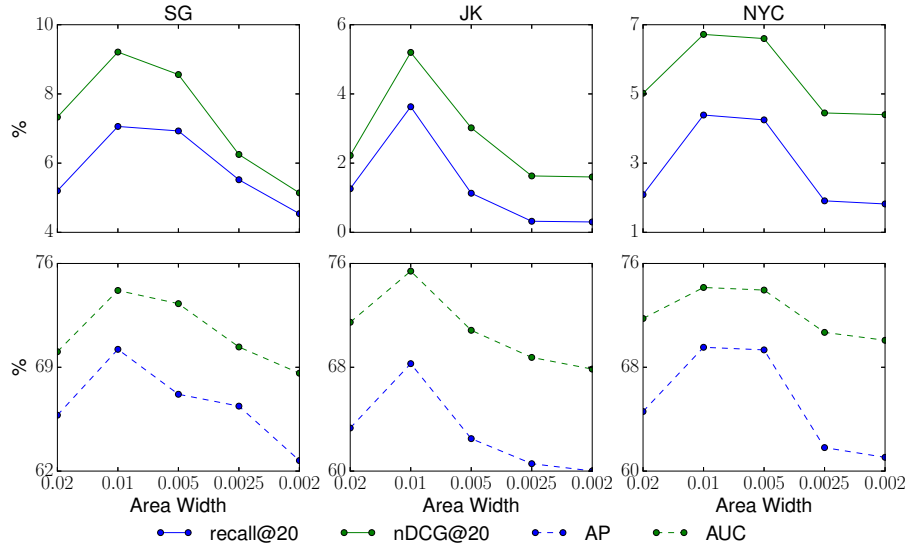 SG JK NYC
10 6 7
8 4 5
% 6 2 3
4 0 1
76 76 76
% 69 68 68
62 60 60
0.02 0.01 0.005 0.0025 0.002 0.02 0.01 0.005 0.0025 0.002 0.02 0.01 0.005 0.0025 0.002
Area Width Area Width Area Width
recall@20 nDCG@20 AP AUC